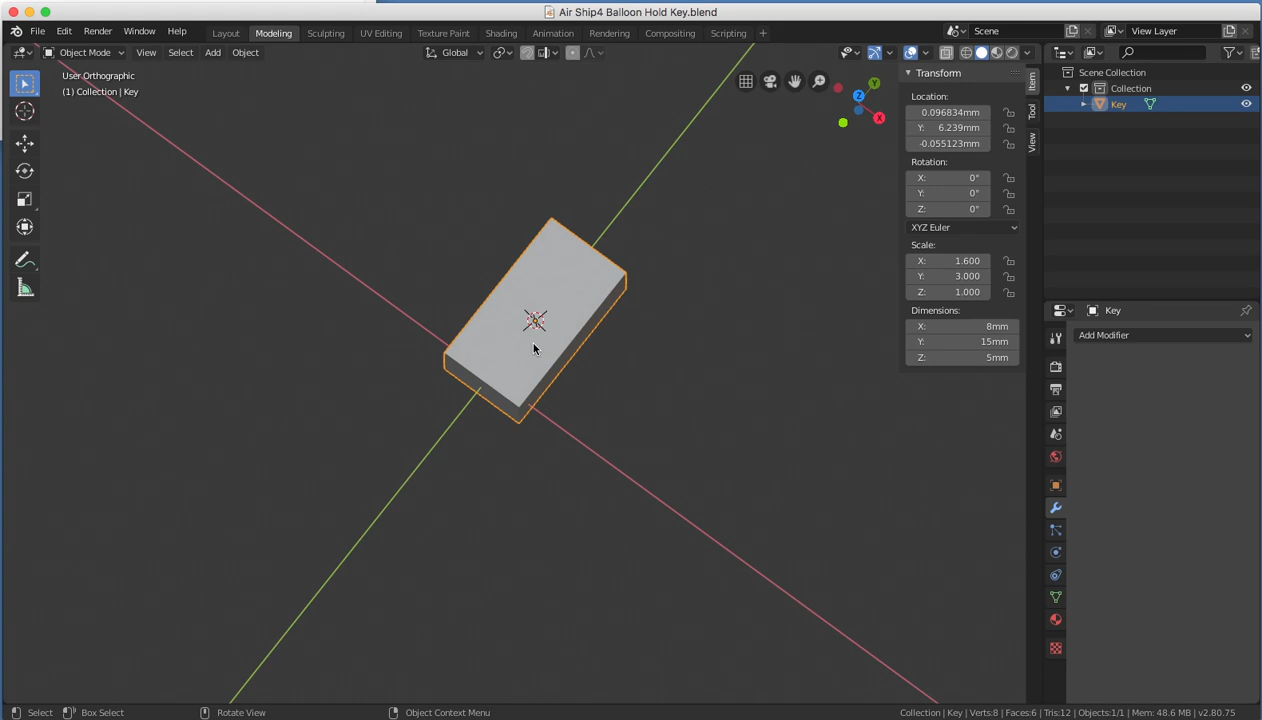 Air Ship4 Balloon Hold Key.blend
File Edit Render Window Help Layout Modeling Sculpting UV Editing Texture Paint Shading Animation Rendering Compositing Scripting + Scene View Layer
Object Mode View Select Add Object Global
User Orthographic
(1) Collection | Key
Z Y X
Transform
Location:
0.096834mm
Y: 6.239mm
-0.055123mm
Rotation:
X: 0°
Y: 0°
Z: 0°
XYZ Euler
Scale:
X: 1.600
Y: 3.000
Z: 1.000
Dimensions:
X: 8mm
Y: 15mm
Z: 5mm
Item
Tool
View
Scene Collection
Collection
Key
Key
Add Modifier
Select Box Select Rotate View Object Context Menu Collection | Key | Verts:8 | Faces:6 | Tris:12 | Objects:1/1 | Mem: 48.6 MB | v2.80.75